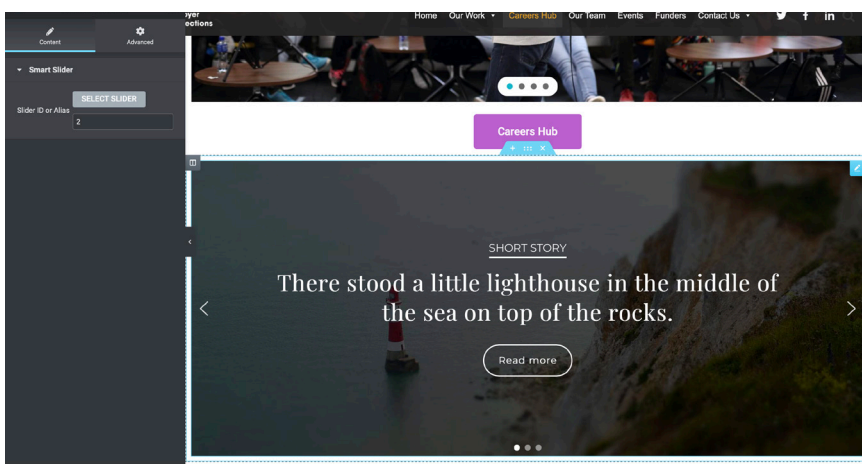 oyer
ections
Home Our Work Careers Hub Our Team Events Funders Contact Us
Content Advanced
Smart Slider
SELECT SLIDER
Slider ID or Alias
2
Careers Hub
SHORT STORY
There stood a little lighthouse in the middle of
the sea on top of the rocks.
Read more